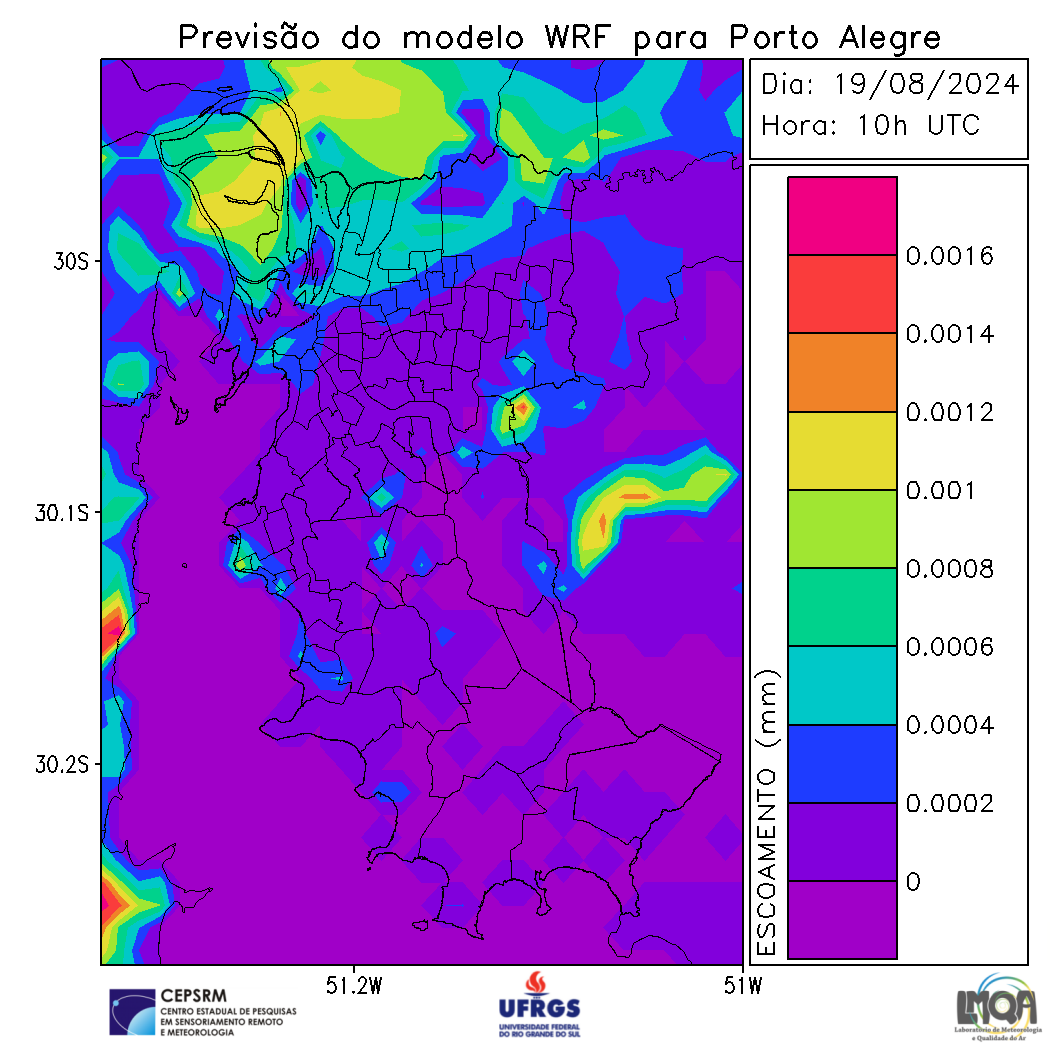 Previsão do modelo WRF para Porto Alegre
Dia: 19/08/2024
Hora: 10h UTC
30S
30.1S
30.2S
51.2W
51W
0.0016
0.0014
0.0012
0.001
0.0008
0.0006
0.0004
0.0002
0
ESCOAMENTO (mm)
CEPSRM
CENTRO ESTADUAL DE PESQUISAS
EM SENSORIAMENTO REMOTO
E METEOROLOGIA
UFRGS
UNIVERSIDADE FEDERAL
DO RIO GRANDE DO SUL
LMQA
Laboratório de Meteorologia
e Qualidade do Ar